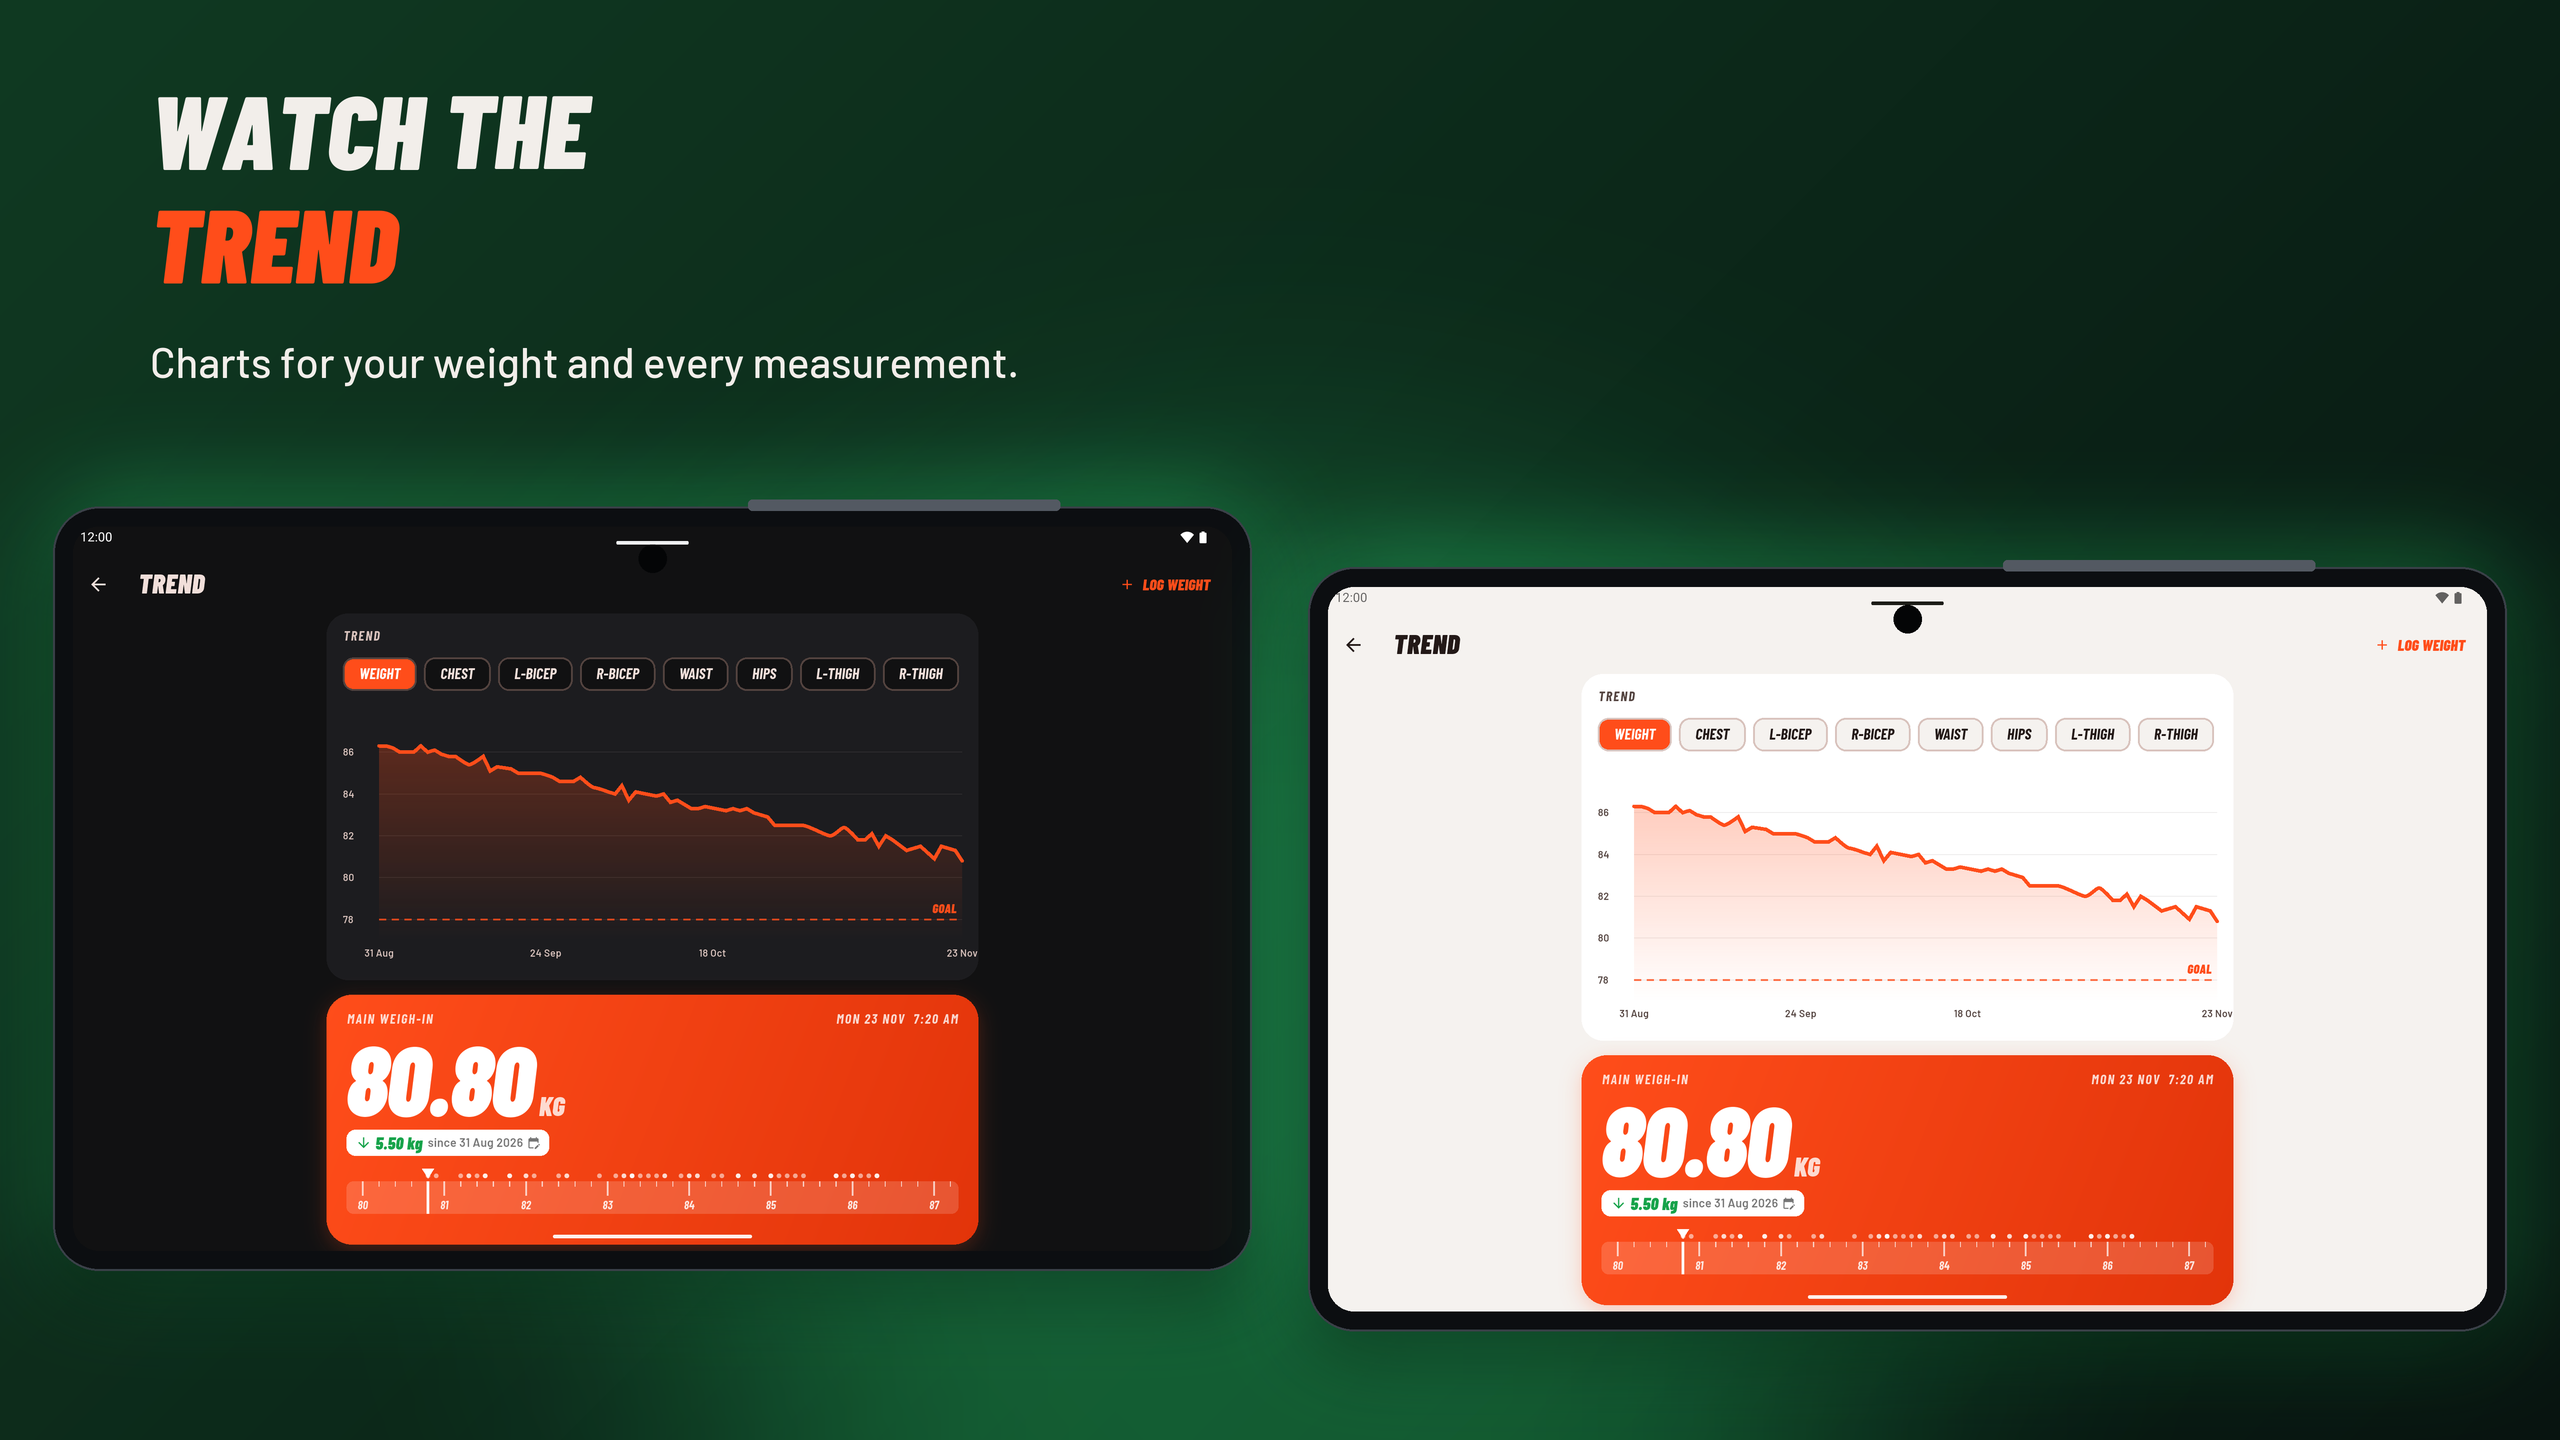 WATCH THE
TREND
Charts for your weight and every measurement.
12:00
TREND
+ LOG WEIGHT
TREND
WEIGHT CHEST L-BICEP R-BICEP WAIST HIPS L-THIGH R-THIGH
86
84
82
80
78
GOAL
31 Aug 24 Sep 18 Oct 23 Nov
MAIN WEIGH-IN MON 23 NOV 7:20 AM
80.80 KG
5.50 kg since 31 Aug 2026
80 81 82 83 84 85 86 87
12:00
TREND
+ LOG WEIGHT
TREND
WEIGHT CHEST L-BICEP R-BICEP WAIST HIPS L-THIGH R-THIGH
86
84
82
80
78
GOAL
31 Aug 24 Sep 18 Oct 23 Nov
MAIN WEIGH-IN MON 23 NOV 7:20 AM
80.80 KG
5.50 kg since 31 Aug 2026
80 81 82 83 84 85 86 87